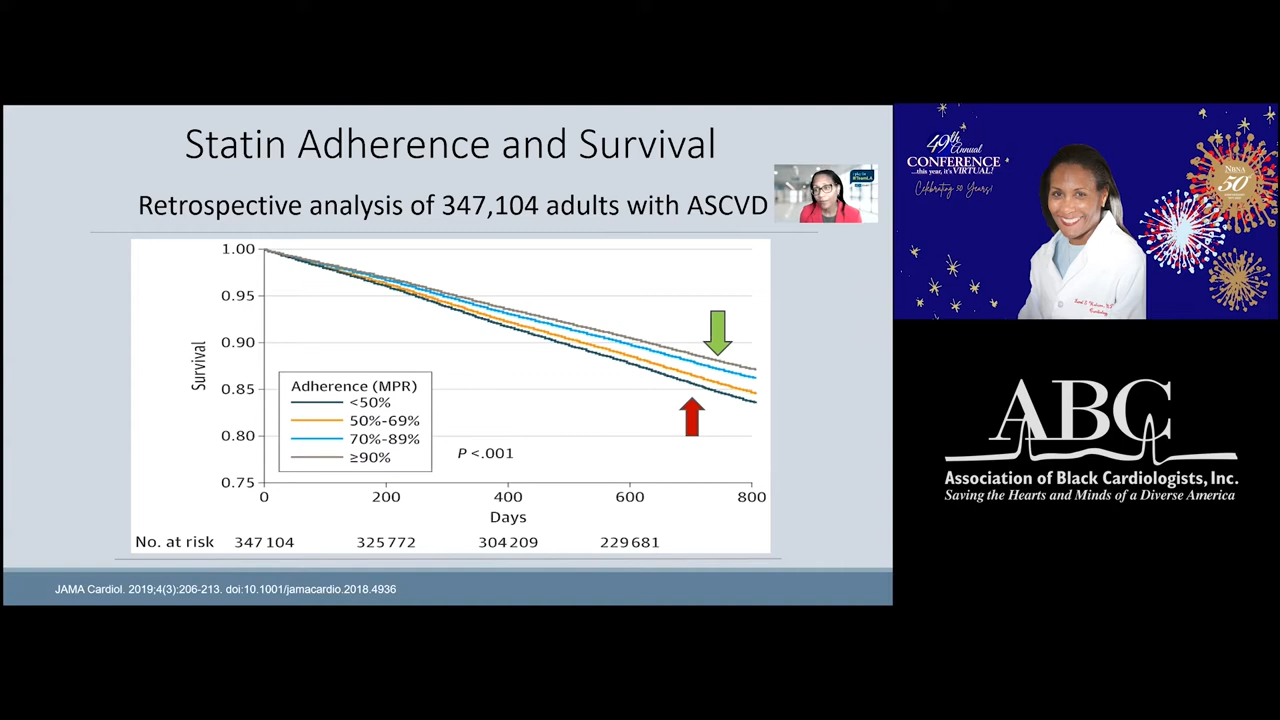 Statin Adherence and Survival
Retrospective analysis of 347,104 adults with ASCVD
1.00
0.95
0.90
0.85
0.80
0.75
Survival
Adherence (MPR)
<50%
50%-69%
70%-89%
≥90%
P <.001
0 200 400 600 800
Days
No. at risk 347 104 325 772 304 209 229 681
JAMA Cardiol. 2019;4(3):206-213. doi:10.1001/jamacardio.2018.4936
49th Annual
CONFERENCE
...this year, it's VIRTUAL!
Celebrating 50 Years!
NBNA
50
ABC
Association of Black Cardiologists, Inc.
Saving the Hearts and Minds of a Diverse America